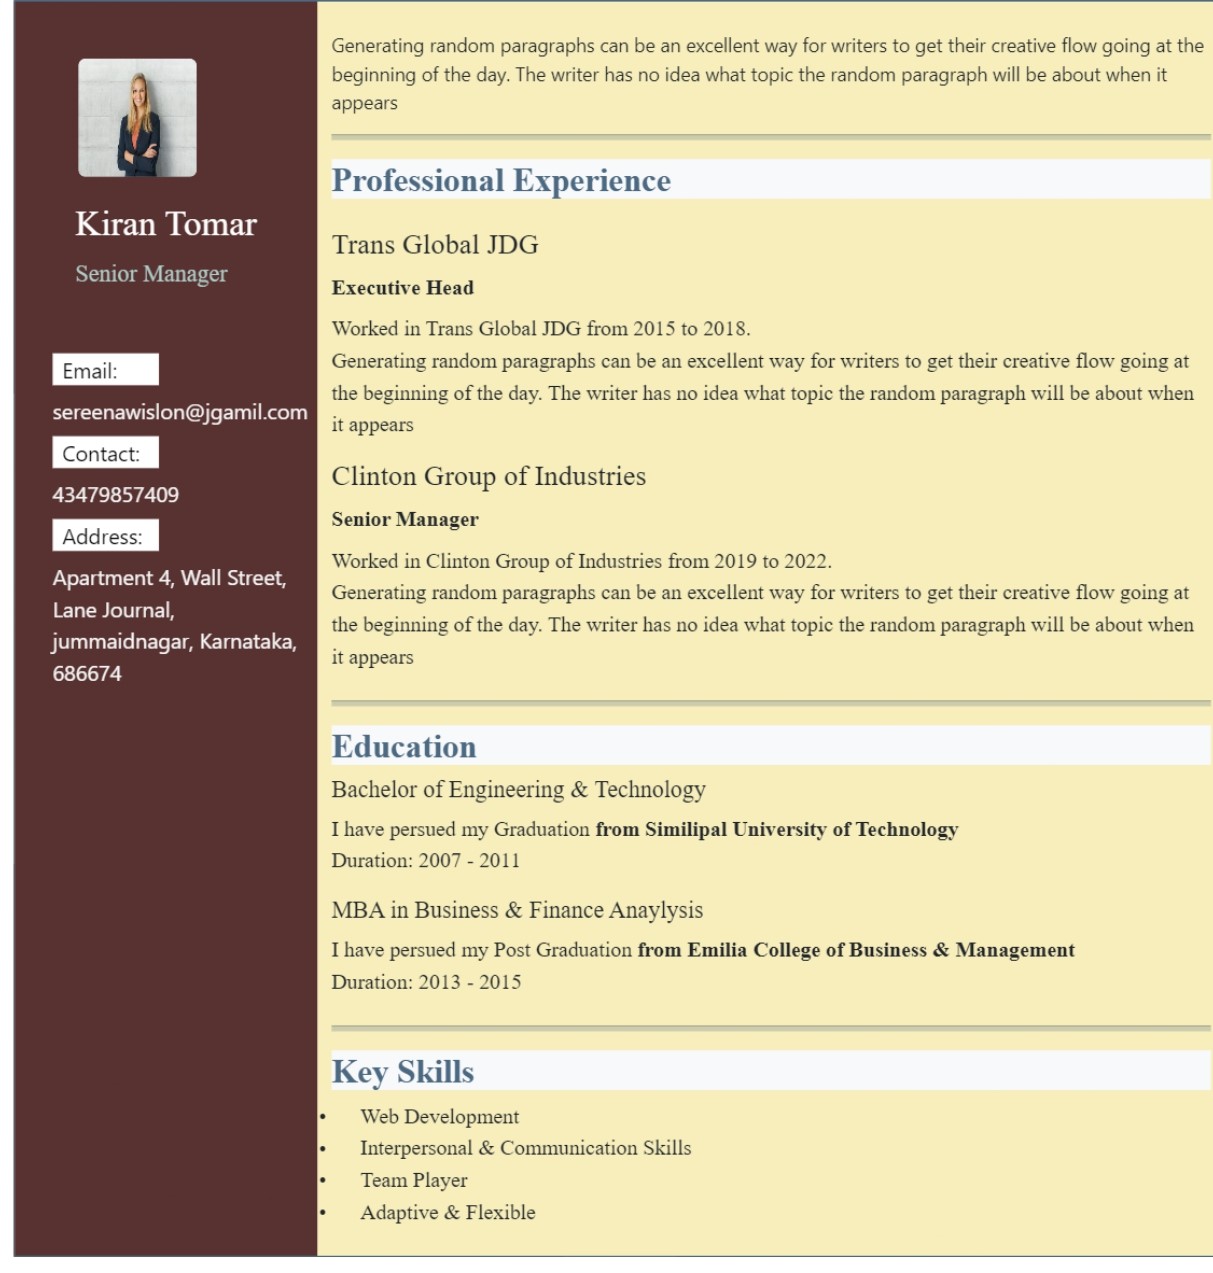 Kiran Tomar
Senior Manager
Email:
sereenawislon@jgamil.com
Contact:
43479857409
Address:
Apartment 4, Wall Street,
Lane Journal,
jummaidnagar, Karnataka,
686674
Generating random paragraphs can be an excellent way for writers to get their creative flow going at the
beginning of the day. The writer has no idea what topic the random paragraph will be about when it
appears
Professional Experience
Trans Global JDG
Executive Head
Worked in Trans Global JDG from 2015 to 2018.
Generating random paragraphs can be an excellent way for writers to get their creative flow going at
the beginning of the day. The writer has no idea what topic the random paragraph will be about when
it appears
Clinton Group of Industries
Senior Manager
Worked in Clinton Group of Industries from 2019 to 2022.
Generating random paragraphs can be an excellent way for writers to get their creative flow going at
the beginning of the day. The writer has no idea what topic the random paragraph will be about when
it appears
Education
Bachelor of Engineering & Technology
I have persued my Graduation from Similipal University of Technology
Duration: 2007 - 2011
MBA in Business & Finance Anaylysis
I have persued my Post Graduation from Emilia College of Business & Management
Duration: 2013 - 2015
Key Skills
• Web Development
• Interpersonal & Communication Skills
• Team Player
• Adaptive & Flexible